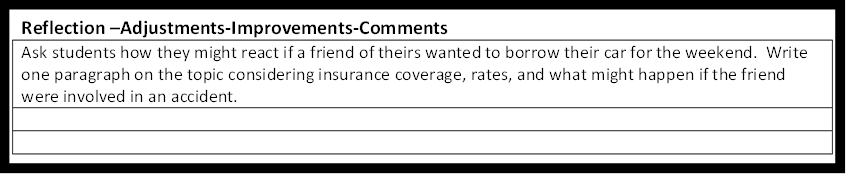 Reflection –Adjustments-Improvements-Comments
Ask students how they might react if a friend of theirs wanted to borrow their car for the weekend.  Write
one paragraph on the topic considering insurance coverage, rates, and what might happen if the friend
were involved in an accident.